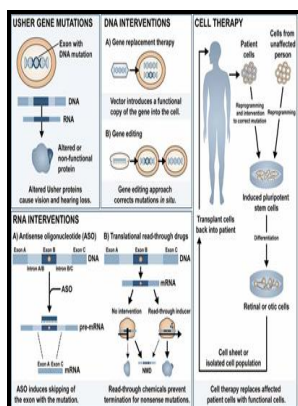 USHER GENE MUTATIONS
Exon with
DNA mutation
DNA
RNA
Altered or
non-functional
protein
Altered Usher proteins
cause vision and hearing loss.
DNA INTERVENTIONS
A) Gene replacement therapy
Vector introduces a functional
copy of the gene into the cell.
B) Gene editing
Gene editing approach
corrects mutations in situ.
CELL THERAPY
Patient
cells
Cells from
unaffected
person
Reprogramming
and intervention
to correct mutation
Reprogramming
Induced pluripotent
stem cells
Differentiation
Retinal or otic cells
Cell sheet or
isolated cell population
Transplant cells
back into patient
Cell therapy replaces affected
patient cells with functional cells.
RNA INTERVENTIONS
A) Antisense oligonucleotide (ASO)
Exon A Exon B Exon C
DNA
Intron A/B Intron B/C
ASO
pre-mRNA
Exon A Exon C
mRNA
ASO induces skipping of
the exon with the mutation.
B) Translational read-through drugs
Exon A Exon B Exon C
DNA
mRNA
No intervention
Read-through inducer
NMD
Read-through chemicals prevent
termination for nonsense mutations.